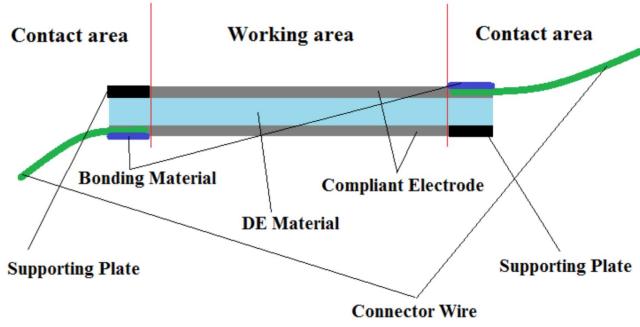 Contact area
Working area
Contact area
Bonding Material
Compliant Electrode
DE Material
Supporting Plate
Supporting Plate
Connector Wire